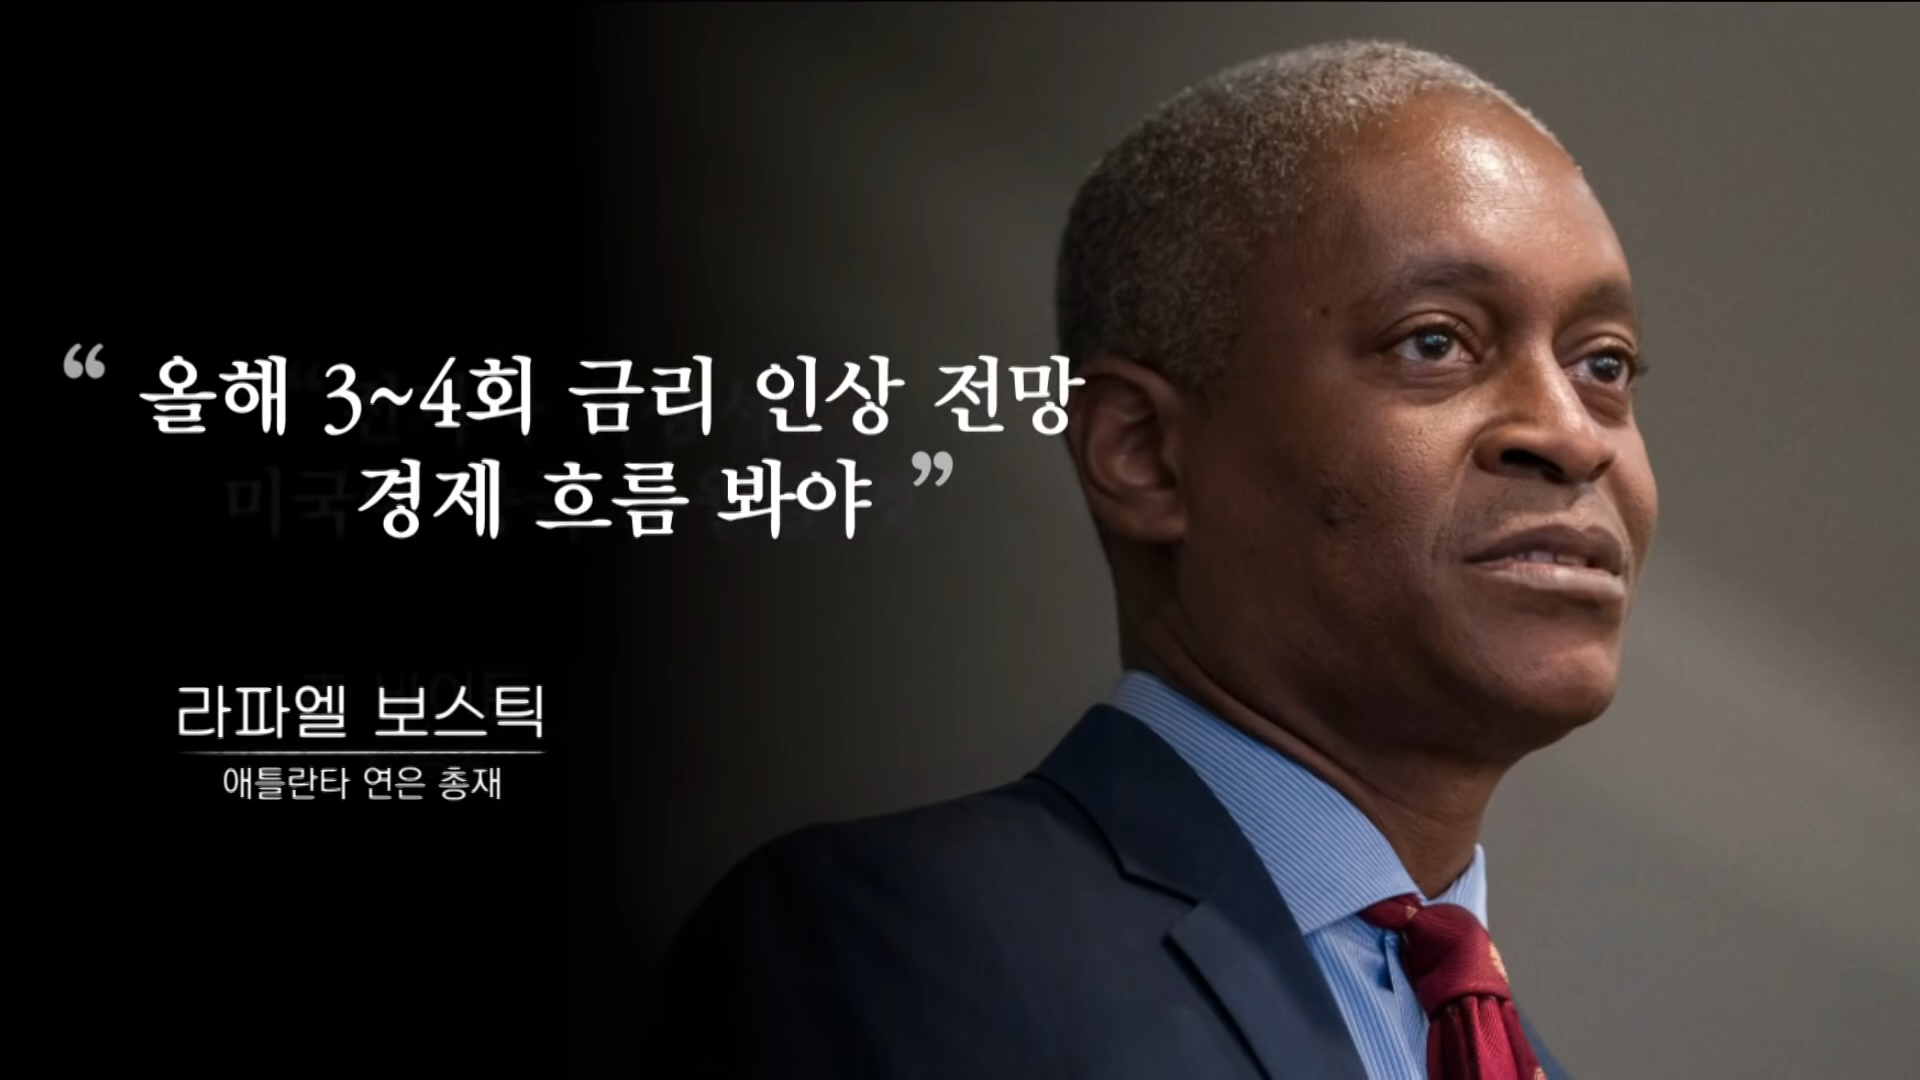 “ 올해 3~4회 금리 인상 전망
경제 흐름 봐야 ”
라파엘 보스틱
애틀란타 연은 총재